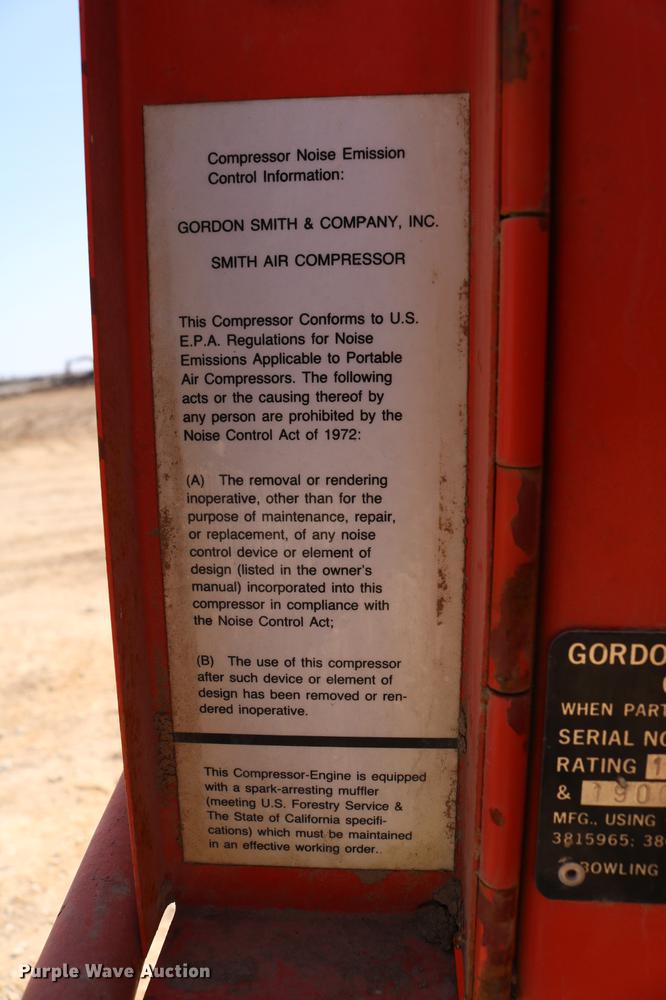 Compressor Noise Emission
Control Information:
GORDON SMITH & COMPANY, INC.
SMITH AIR COMPRESSOR
This Compressor Conforms to U.S.
E.P.A. Regulations for Noise
Emissions Applicable to Portable
Air Compressors. The following
acts or the causing thereof by
any person are prohibited by the
Noise Control Act of 1972:
(A) The removal or rendering
inoperative, other than for the
purpose of maintenance, repair,
or replacement, of any noise
control device or element of
design (listed in the owner's
manual) incorporated into this
compressor in compliance with
the Noise Control Act;
(B) The use of this compressor
after such device or element of
design has been removed or ren-
dered inoperative.
This Compressor-Engine is equipped
with a spark-arresting muffler
(meeting U.S. Forestry Service &
The State of California specifi-
cations) which must be maintained
in an effective working order.
GORDO
WHEN PART
SERIAL NO
RATING 1
& 1900
MFG., USING
3815965; 38
BOWLING
Purple Wave Auction